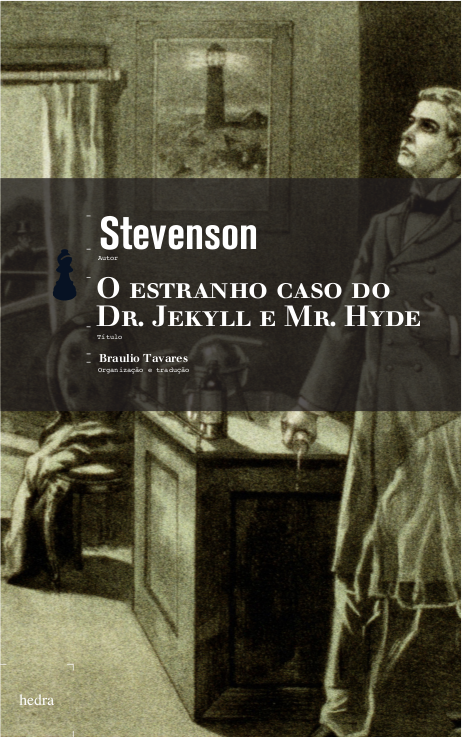 Stevenson
Autor
O ESTRANHO CASO DO
DR. JEKYLL E MR. HYDE
Título
Braulio Tavares
Organização e tradução
hedra